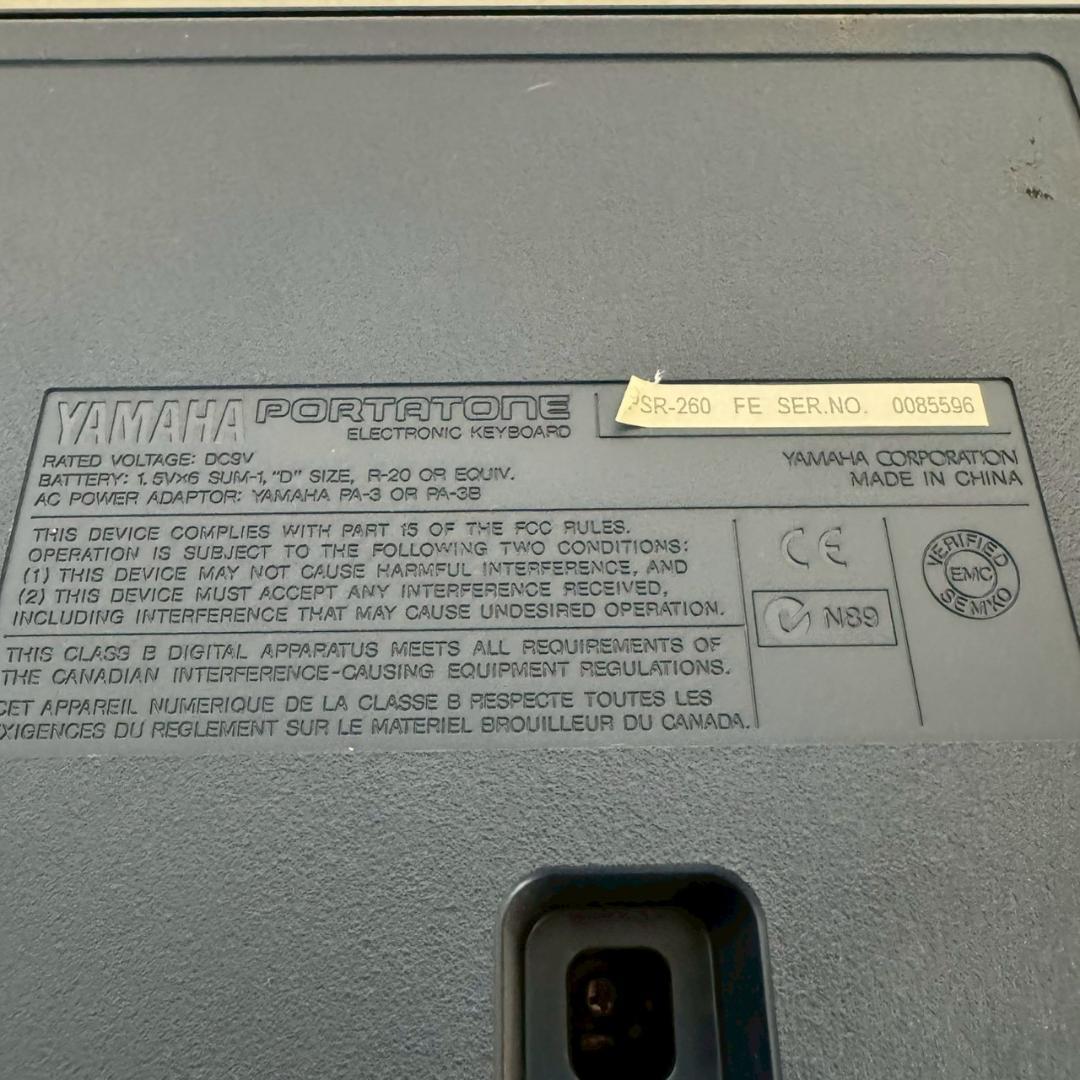 YAMAHA PORTATONE
ELECTRONIC KEYBOARD
PSR-260 FE SER.NO. 0085596
RATED VOLTAGE: DC9V
BATTERY: 1.5V×6 SUM-1, "D" SIZE, R-20 OR EQUIV.
AC POWER ADAPTOR: YAMAHA PA-3 OR PA-3B
YAMAHA CORPORATION
MADE IN CHINA
THIS DEVICE COMPLIES WITH PART 15 OF THE FCC RULES.
OPERATION IS SUBJECT TO THE FOLLOWING TWO CONDITIONS:
(1) THIS DEVICE MAY NOT CAUSE HARMFUL INTERFERENCE, AND
(2) THIS DEVICE MUST ACCEPT ANY INTERFERENCE RECEIVED,
INCLUDING INTERFERENCE THAT MAY CAUSE UNDESIRED OPERATION.
THIS CLASS B DIGITAL APPARATUS MEETS ALL REQUIREMENTS OF
THE CANADIAN INTERFERENCE-CAUSING EQUIPMENT REGULATIONS.
CET APPAREIL NUMERIQUE DE LA CLASSE B RESPECTE TOUTES LES
EXIGENCES DU REGLEMENT SUR LE MATERIEL BROUILLEUR DU CANADA.
CE
N89
VERIFIED
EMC
SEMKO